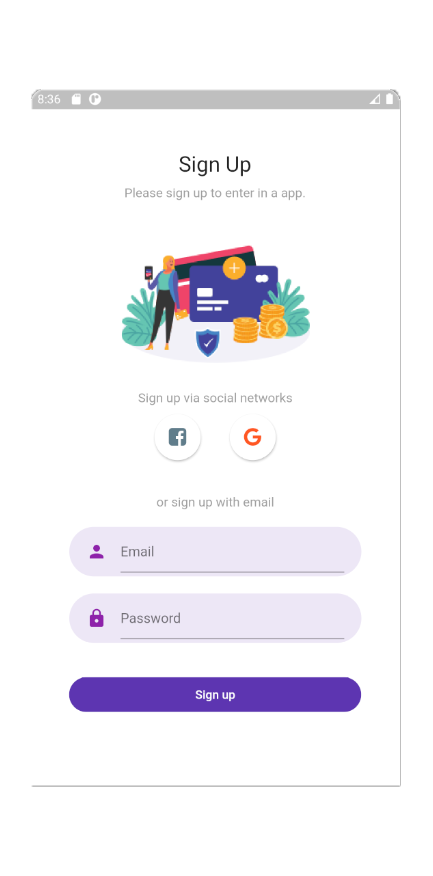 8:36
Sign Up
Please sign up to enter in a app.
Sign up via social networks
G
or sign up with email
Email
Password
Sign up